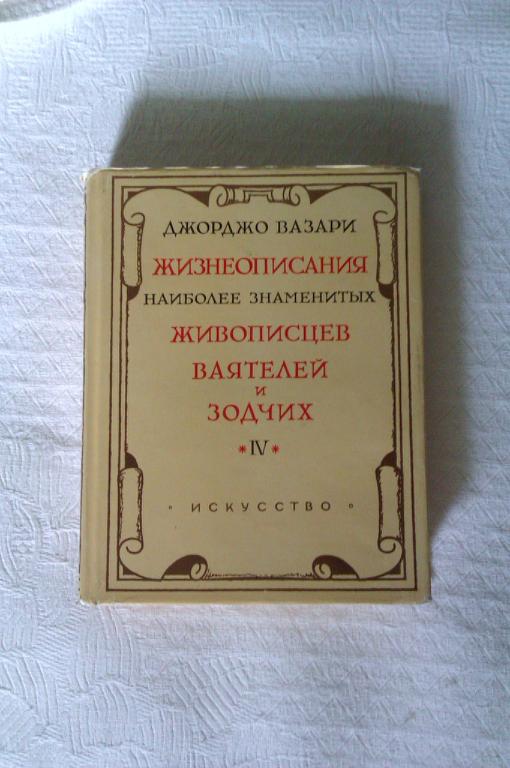 ДЖОРДЖО ВАЗАРИ
ЖИЗНЕОПИСАНИЯ
НАИБОЛЕЕ ЗНАМЕНИТЫХ
ЖИВОПИСЦЕВ
ВАЯТЕЛЕЙ
И
ЗОДЧИХ
* IV *
ИСКУССТВО